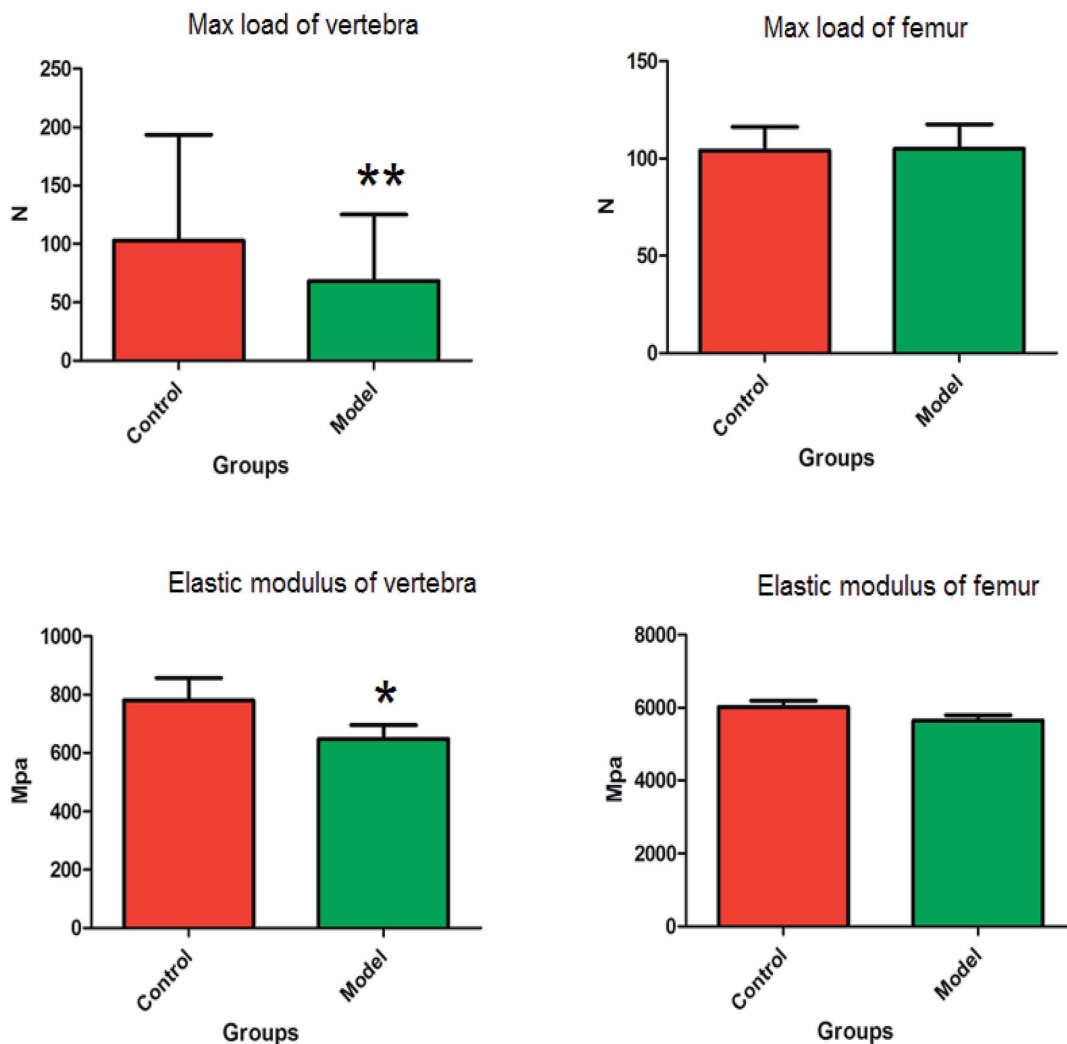 Max load of vertebra
250
200
150
100
50
0
N
**
Control
Model
Groups
Max load of femur
150
100
50
0
N
Control
Model
Groups
Elastic modulus of vertebra
1000
800
600
400
200
0
Mpa
*
Control
Model
Groups
Elastic modulus of femur
8000
6000
4000
2000
0
Mpa
Control
Model
Groups